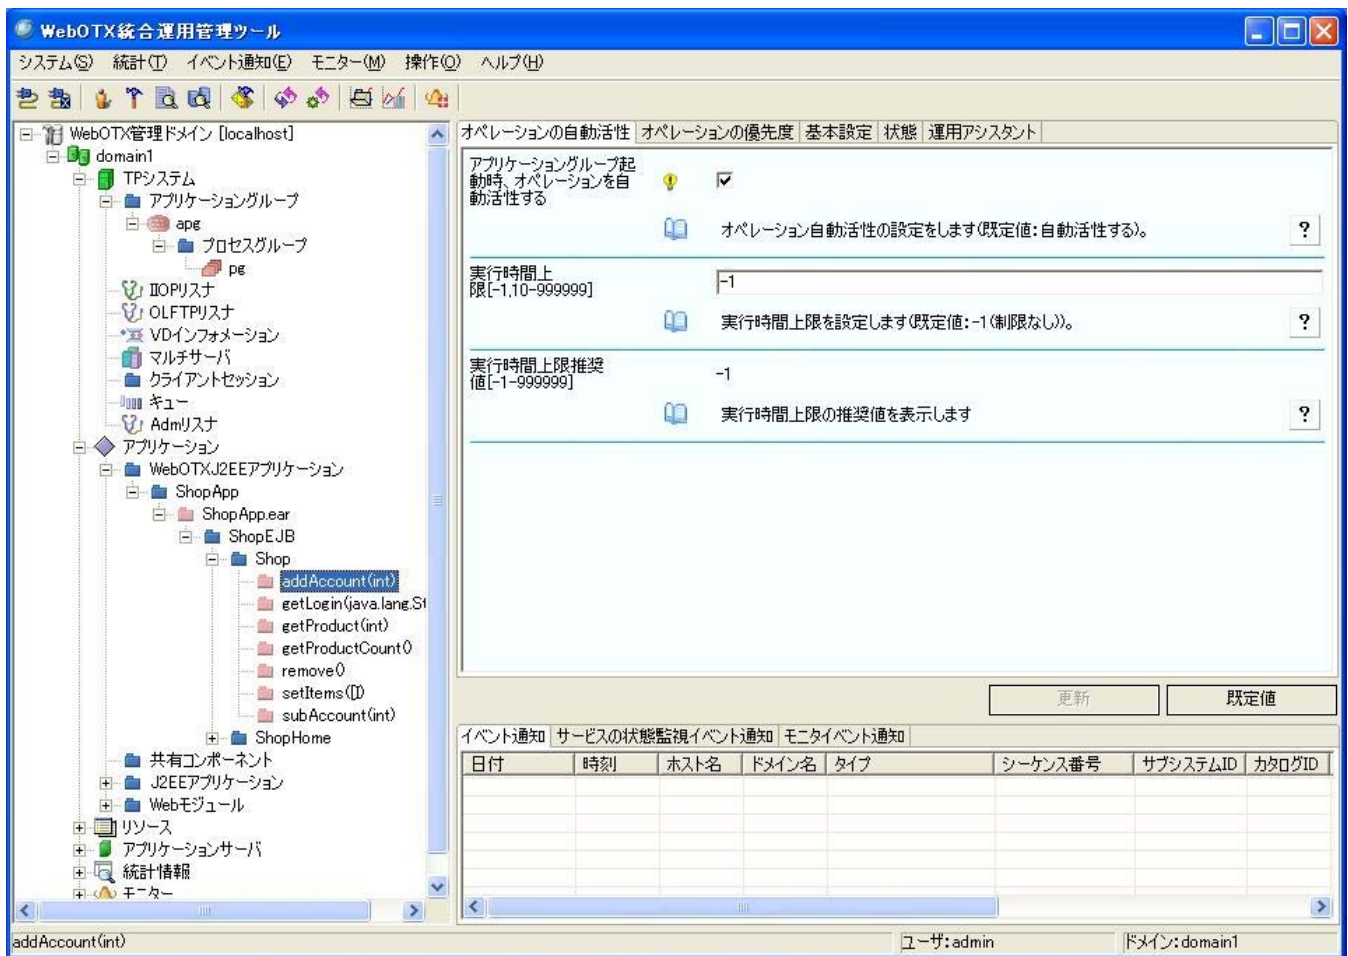 WebOTX統合運用管理ツール
システム(S) 統計(T) イベント通知(E) モニター(M) 操作(O) ヘルプ(H)
WebOTX管理ドメイン [localhost]
domain1
TPシステム
アプリケーショングループ
apg
プロセスグループ
pg
IIOPリスナ
OLFTPリスナ
VDインフォメーション
マルチサーバ
クライアントセッション
キュー
Admリスナ
アプリケーション
WebOTXJ2EEアプリケーション
ShopApp
ShopApp.ear
ShopEJB
Shop
addAccount(int)
getLogin(java.lang.St
getProduct(int)
getProductCount()
remove()
setItems([])
subAccount(int)
ShopHome
共有コンポーネント
J2EEアプリケーション
Webモジュール
リソース
アプリケーションサーバ
統計情報
モニター
オペレーションの自動活性 オペレーションの優先度 基本設定 状態 運用アシスタント
アプリケーショングループ起
動時、オペレーションを自
動活性する
オペレーション自動活性の設定をします(既定値:自動活性する)。 ?
実行時間上
限[-1,10-999999]
-1
実行時間上限を設定します(既定値:-1(制限なし))。 ?
実行時間上限推奨
値[-1-999999]
-1
実行時間上限の推奨値を表示します ?
更新 既定値
イベント通知 サービスの状態監視イベント通知 モニタイベント通知
日付 時刻 ホスト名 ドメイン名 タイプ シーケンス番号 サブシステムID カタログID
addAccount(int) ユーザ:admin ドメイン:domain1